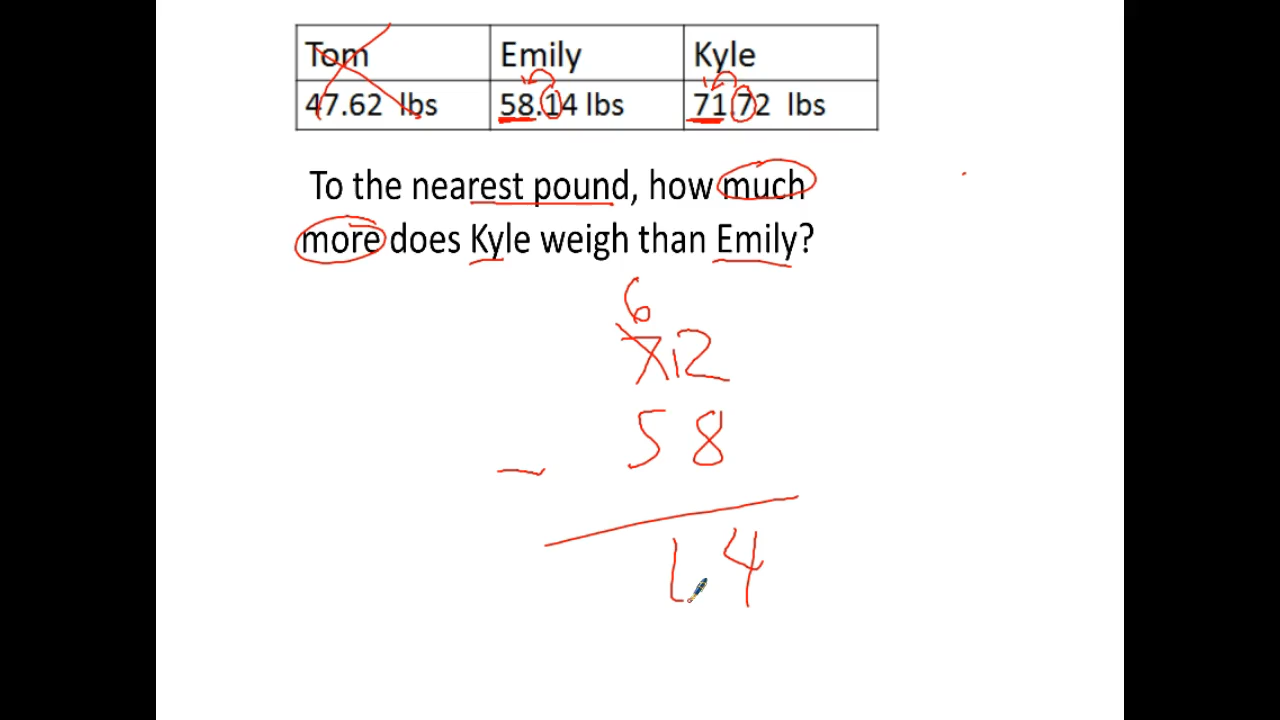 Tom Emily Kyle
47.62 lbs 58.14 lbs 71.72 lbs
To the nearest pound, how much
more does Kyle weigh than Emily?
6
712
58
-
14